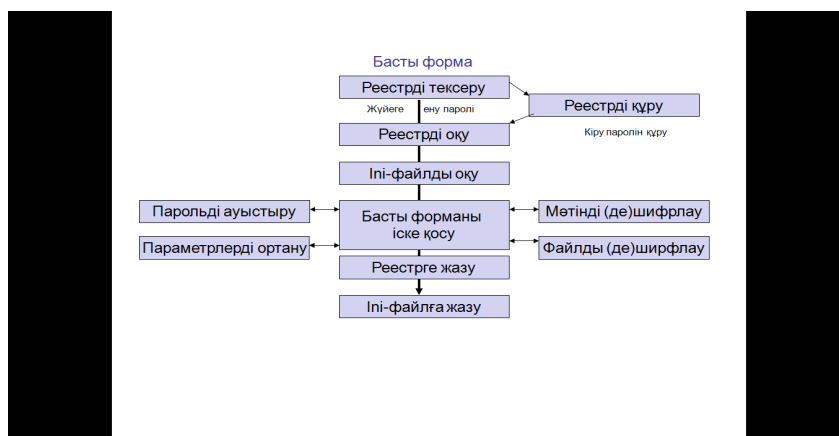 Басты форма
Реестрді тексеру
Жүйеге ену паролі
Реестрді құру
Кіру паролін құру
Реестрді оқу
Ini-файлды оқу
Парольді ауыстыру
Басты форманы
іске қосу
Мәтінді (де)шифрлау
Параметрлерді ортану
Файлды (де)ширфлау
Реестрге жазу
Ini-файлға жазу